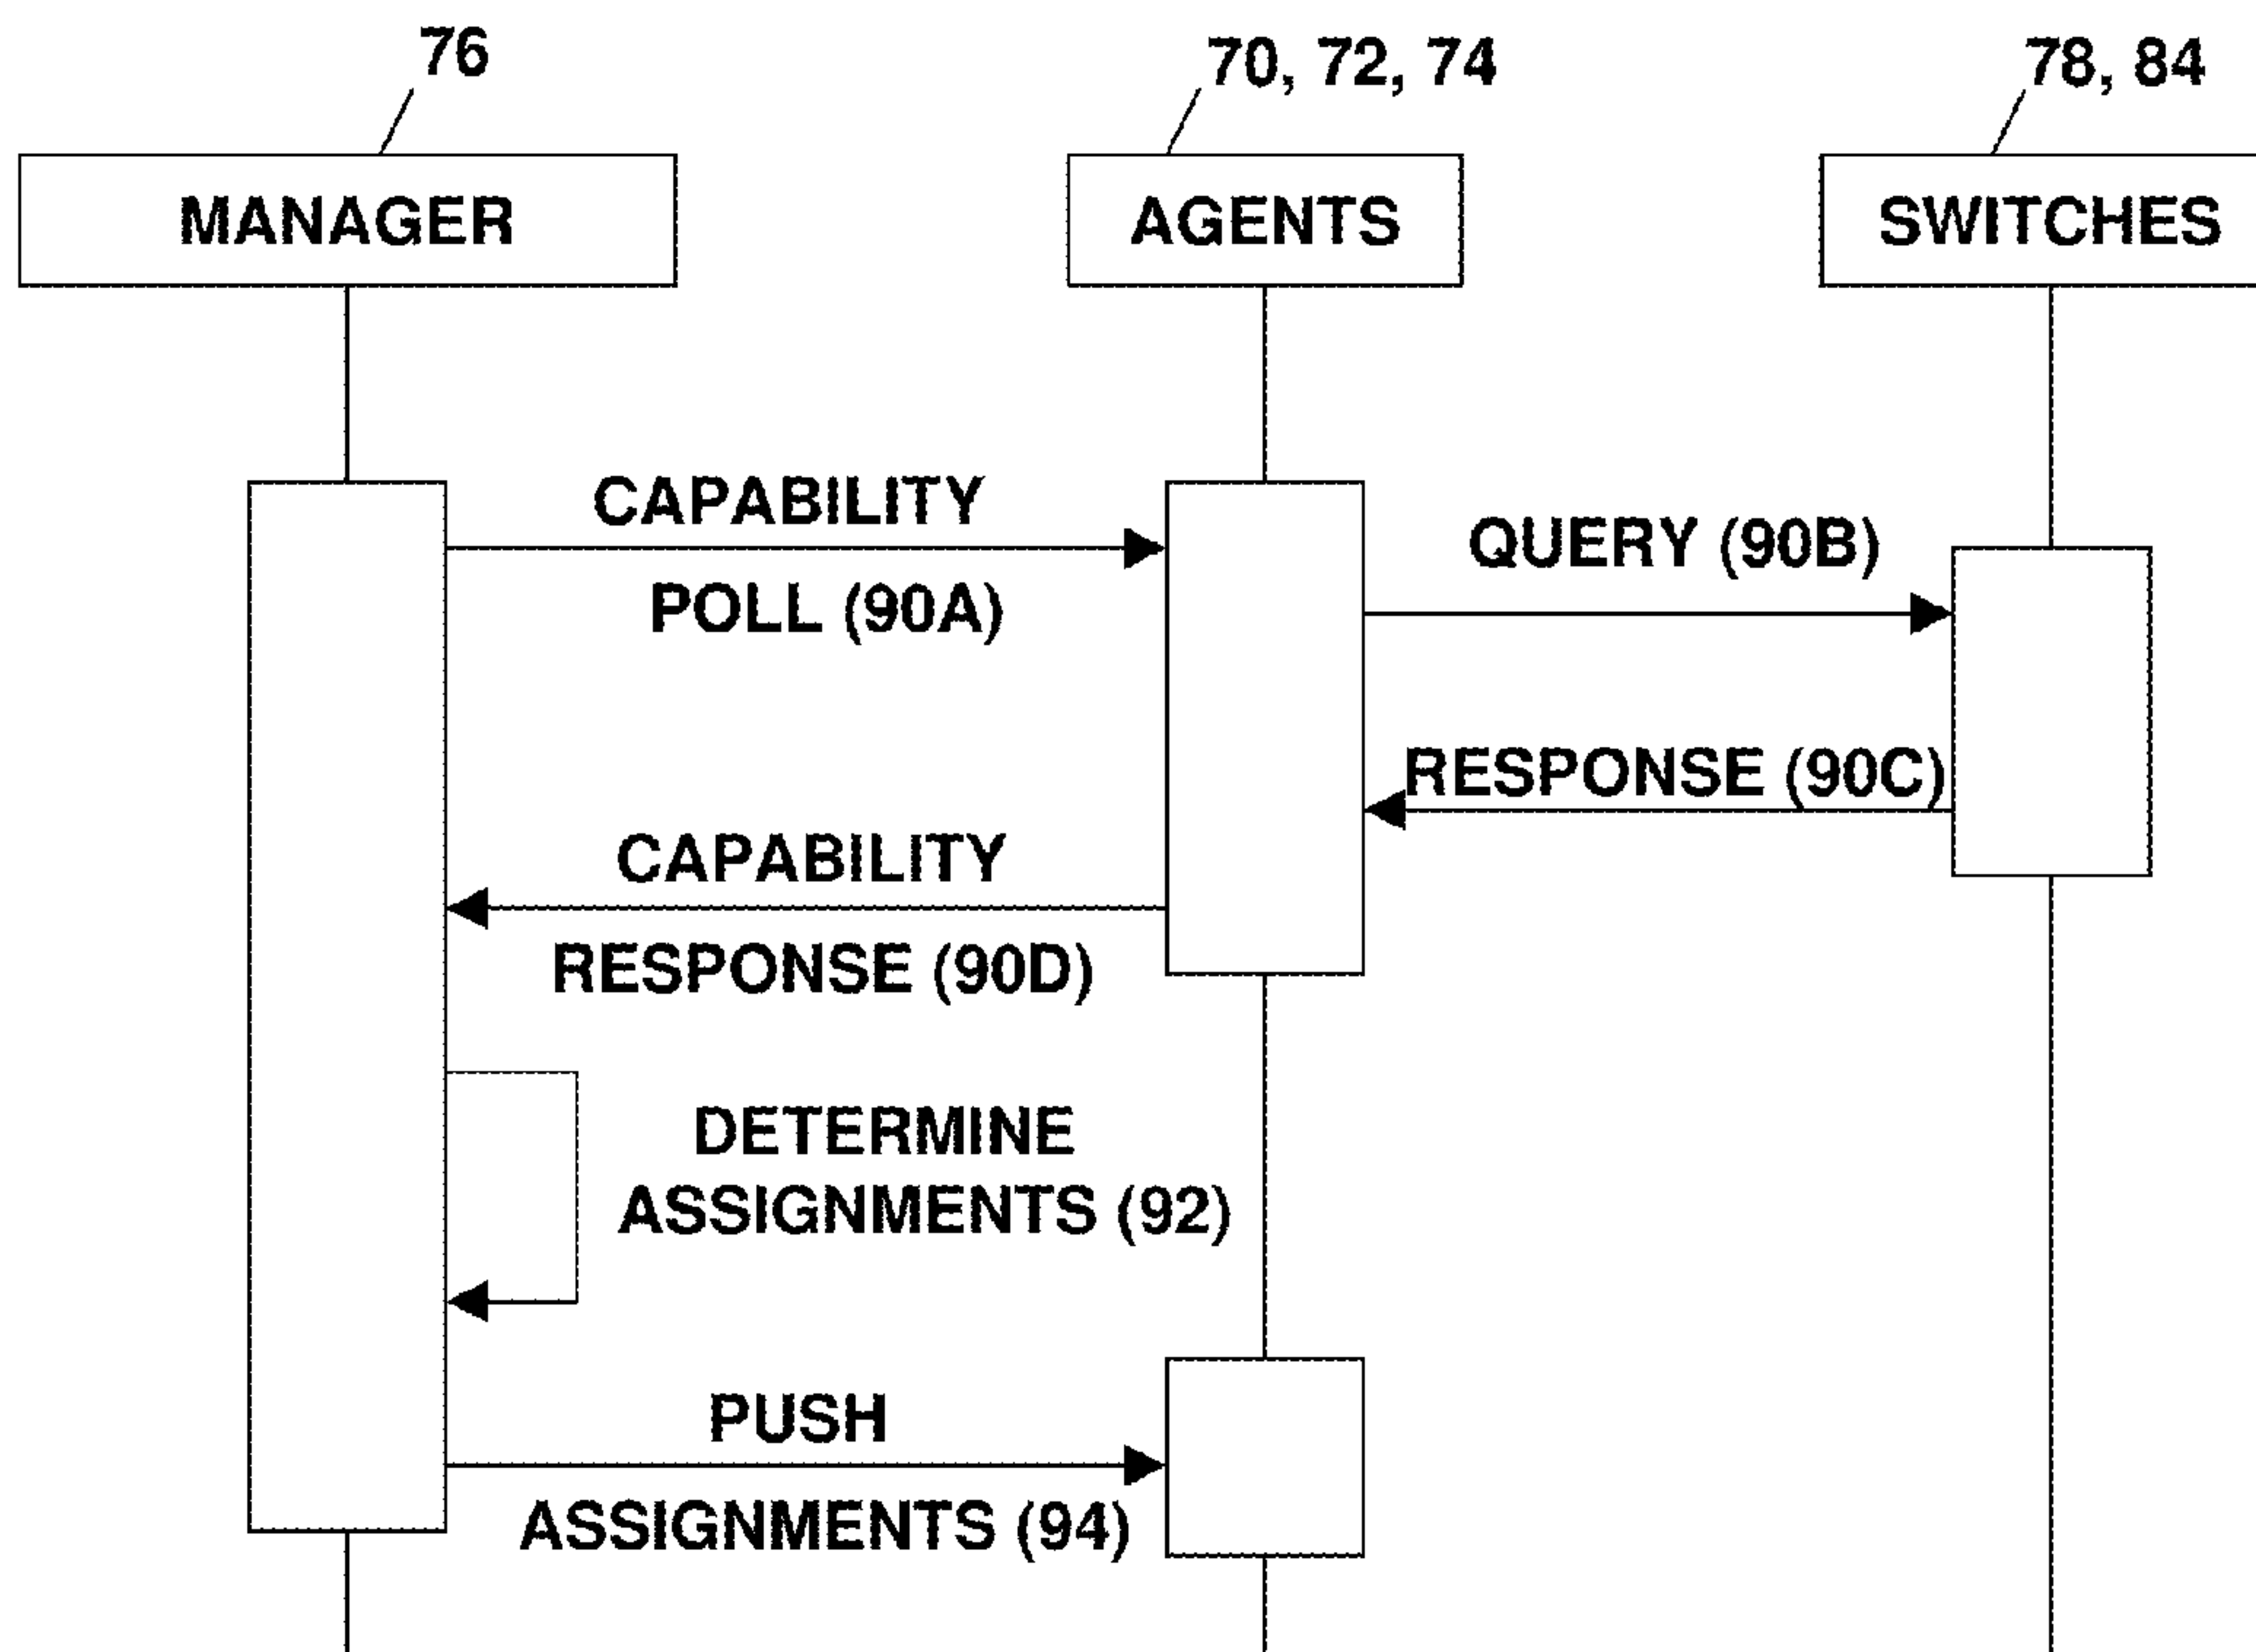 76
70, 72, 74
78, 84
MANAGER
AGENTS
SWITCHES
CAPABILITY
POLL (90A)
QUERY (90B)
RESPONSE (90C)
CAPABILITY
RESPONSE (90D)
DETERMINE
ASSIGNMENTS (92)
PUSH
ASSIGNMENTS (94)